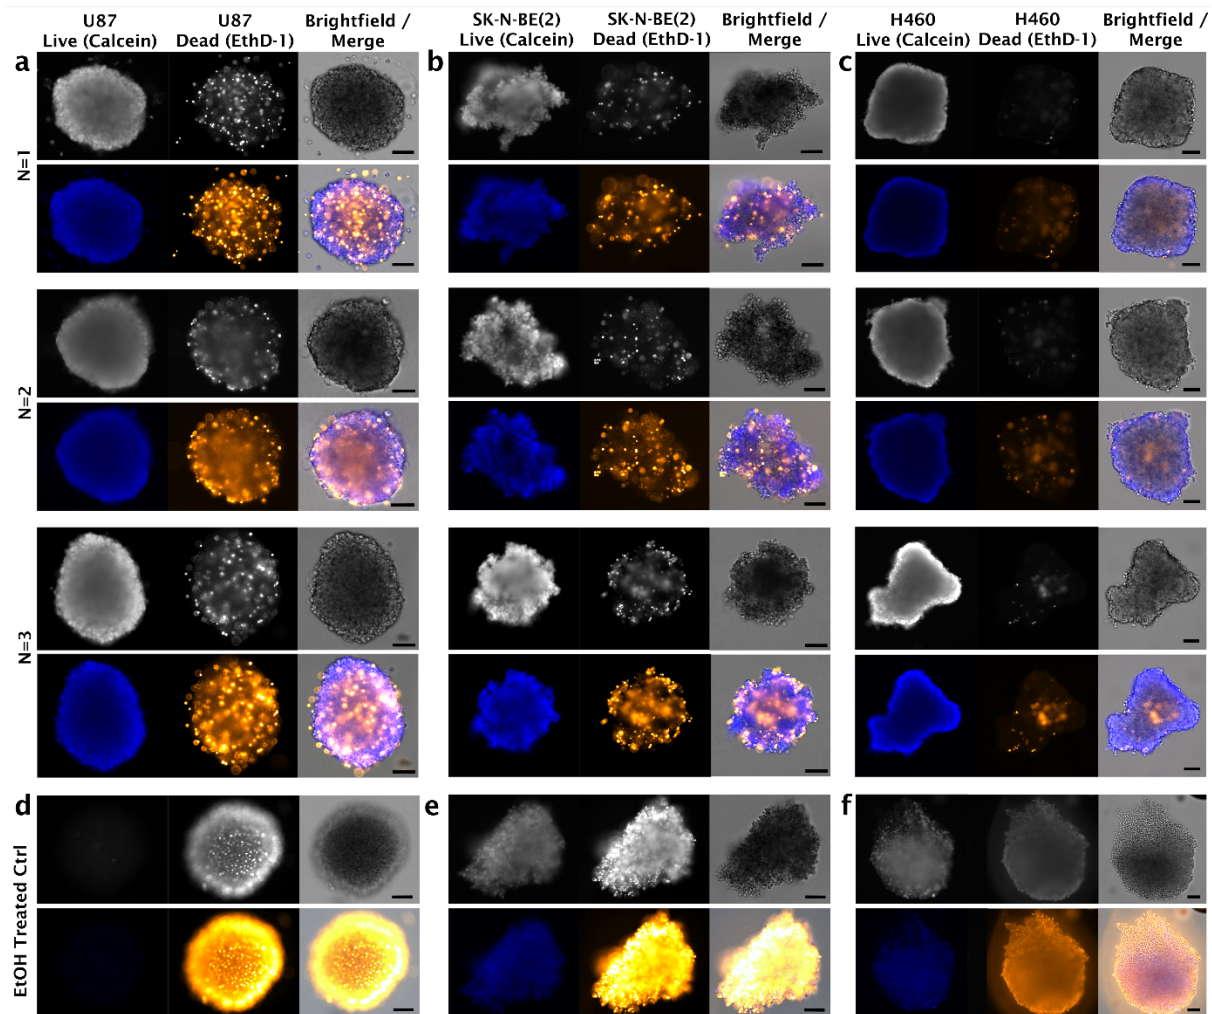 U87
Live (Calcein)
U87
Dead (EthD-1)
Brightfield /
Merge
SK-N-BE(2)
Live (Calcein)
SK-N-BE(2)
Dead (EthD-1)
Brightfield /
Merge
H460
Live (Calcein)
H460
Dead (EthD-1)
Brightfield /
Merge
a
b
c
N=1
N=2
N=3
d
e
f
EtOH Treated Ctrl